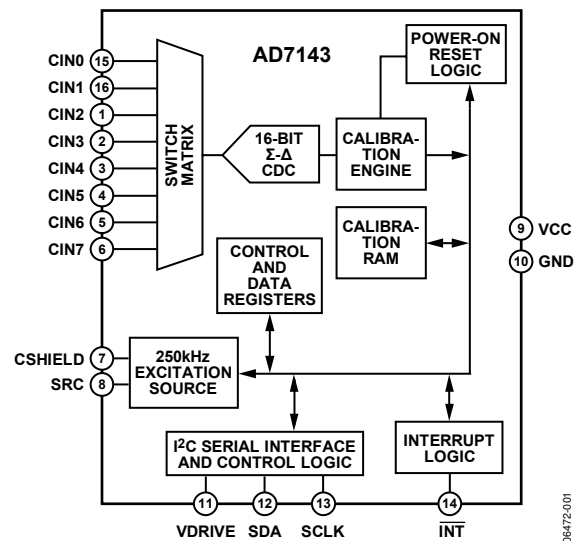 AD7143
POWER-ON
RESET
LOGIC
CIN0 15
CIN1 16
CIN2 1
CIN3 2
CIN4 3
CIN5 4
CIN6 5
CIN7 6
SWITCH
MATRIX
16-BIT
Σ-Δ
CDC
CALIBRA-
TION
ENGINE
CALIBRA-
TION
RAM
CONTROL
AND
DATA
REGISTERS
9 VCC
10 GND
CSHIELD 7
SRC 8
250kHz
EXCITATION
SOURCE
I²C SERIAL INTERFACE
AND CONTROL LOGIC
INTERRUPT
LOGIC
11 12 13 14
VDRIVE SDA SCLK INT
06472-001